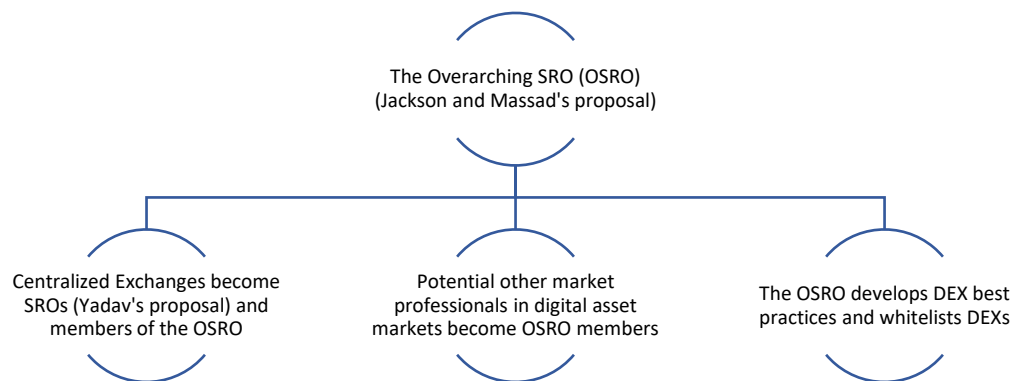 The Overarching SRO (OSRO)
(Jackson and Massad's proposal)
Centralized Exchanges become
SROs (Yadav's proposal) and
members of the OSRO
Potential other market
professionals in digital asset
markets become OSRO members
The OSRO develops DEX best
practices and whitelists DEXs